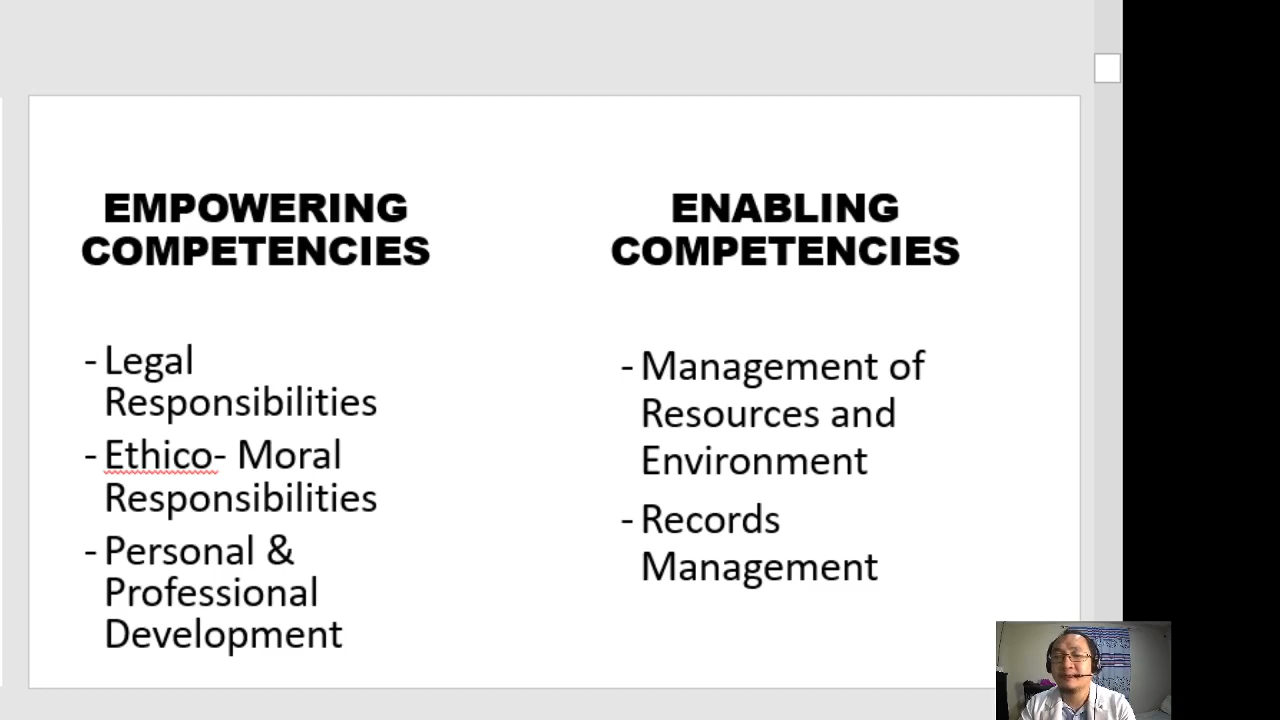 EMPOWERING
COMPETENCIES
- Legal
Responsibilities
- Ethico- Moral
Responsibilities
- Personal &
Professional
Development
ENABLING
COMPETENCIES
- Management of
Resources and
Environment
- Records
Management